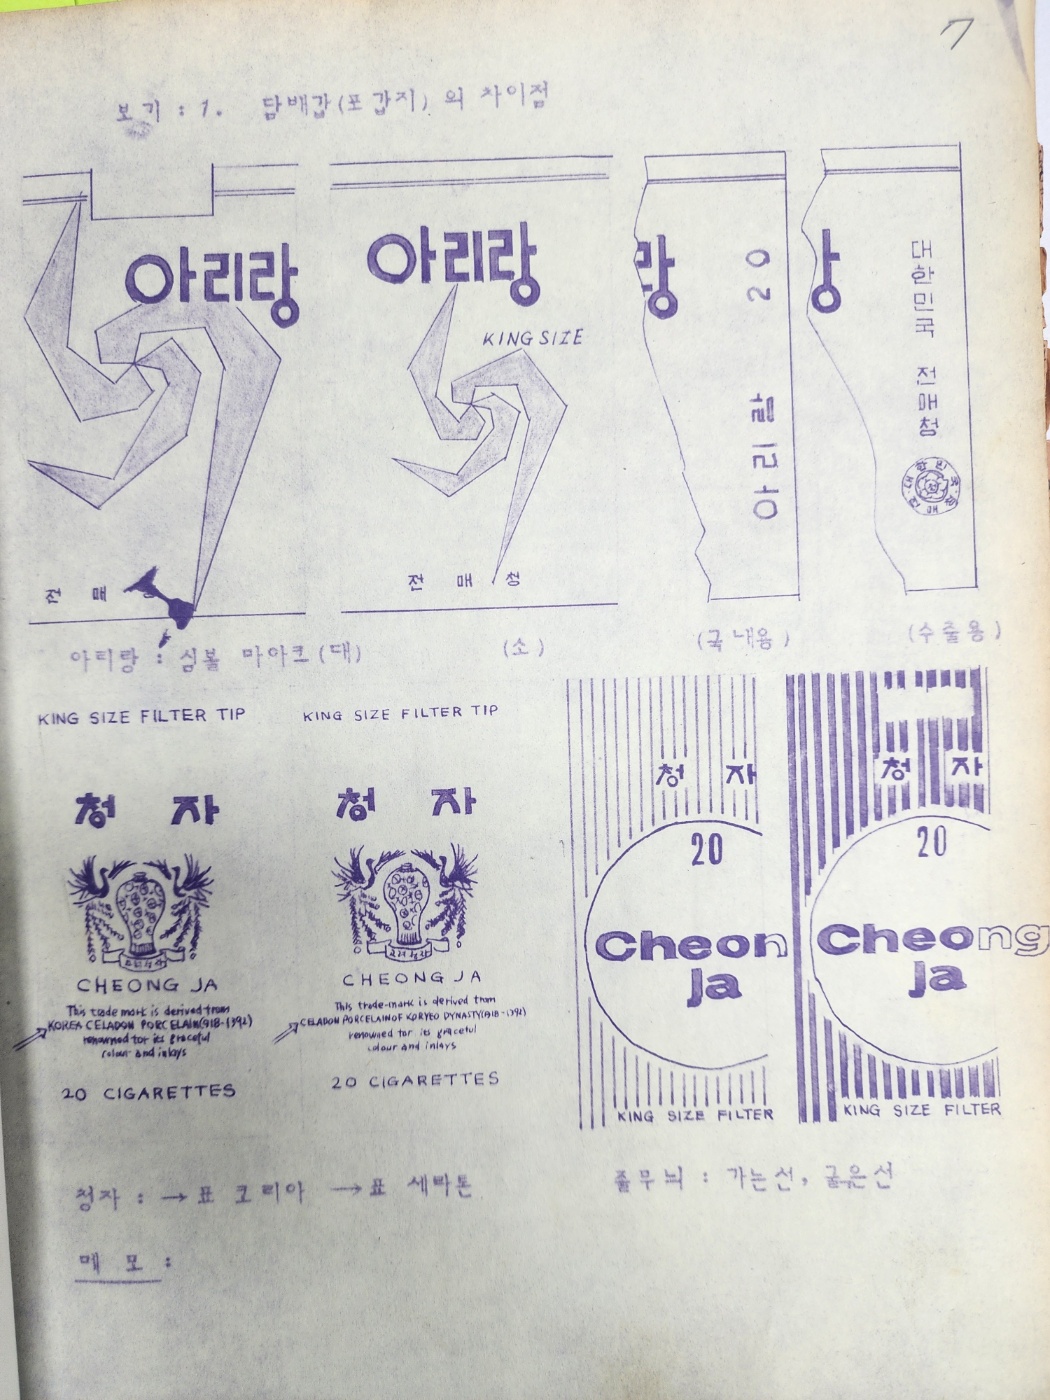 7
보기 : 1. 담배갑(포갑지)의 차이점
아리랑
전 매
아리랑
KING SIZE
전 매 청
랑
20
아리랑
대한민국 전매청
아리랑 : 심볼 마아크(대)
(소)
(국내용)
(수출용)
KING SIZE FILTER TIP
청 자
CHEONG JA
This trade mark is derived from
KOREA CELADON PORCELAIN(918-1392)
renowned for its graceful
colour and inlays
20 CIGARETTES
KING SIZE FILTER TIP
청 자
CHEONG JA
This trade-mark is derived from
CELADON PORCELAIN OF KORYEO DYNASTY(918-1392)
renowned for its graceful
colour and inlays
20 CIGARETTES
청 자
20
Cheon
Ja
KING SIZE FILTER
청 자
20
Cheong
Ja
KING SIZE FILTER
청자 : → 표 코리아 → 표 세라톤
줄무늬 : 가는선, 굵은선
메 모 :